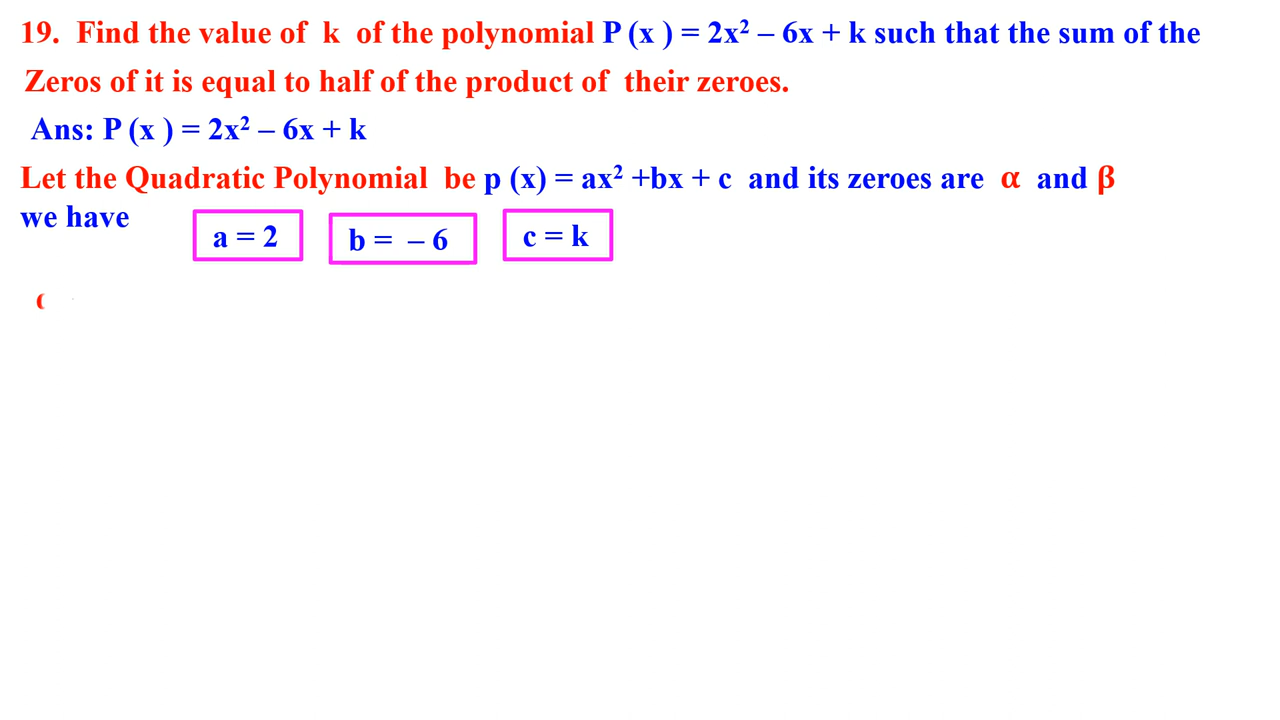 19. Find the value of k of the polynomial P (x ) = 2x² – 6x + k such that the sum of the
Zeros of it is equal to half of the product of their zeroes.
Ans: P (x ) = 2x² – 6x + k
Let the Quadratic Polynomial be p (x) = ax² +bx + c and its zeroes are α and β
we have
a = 2 b = – 6 c = k